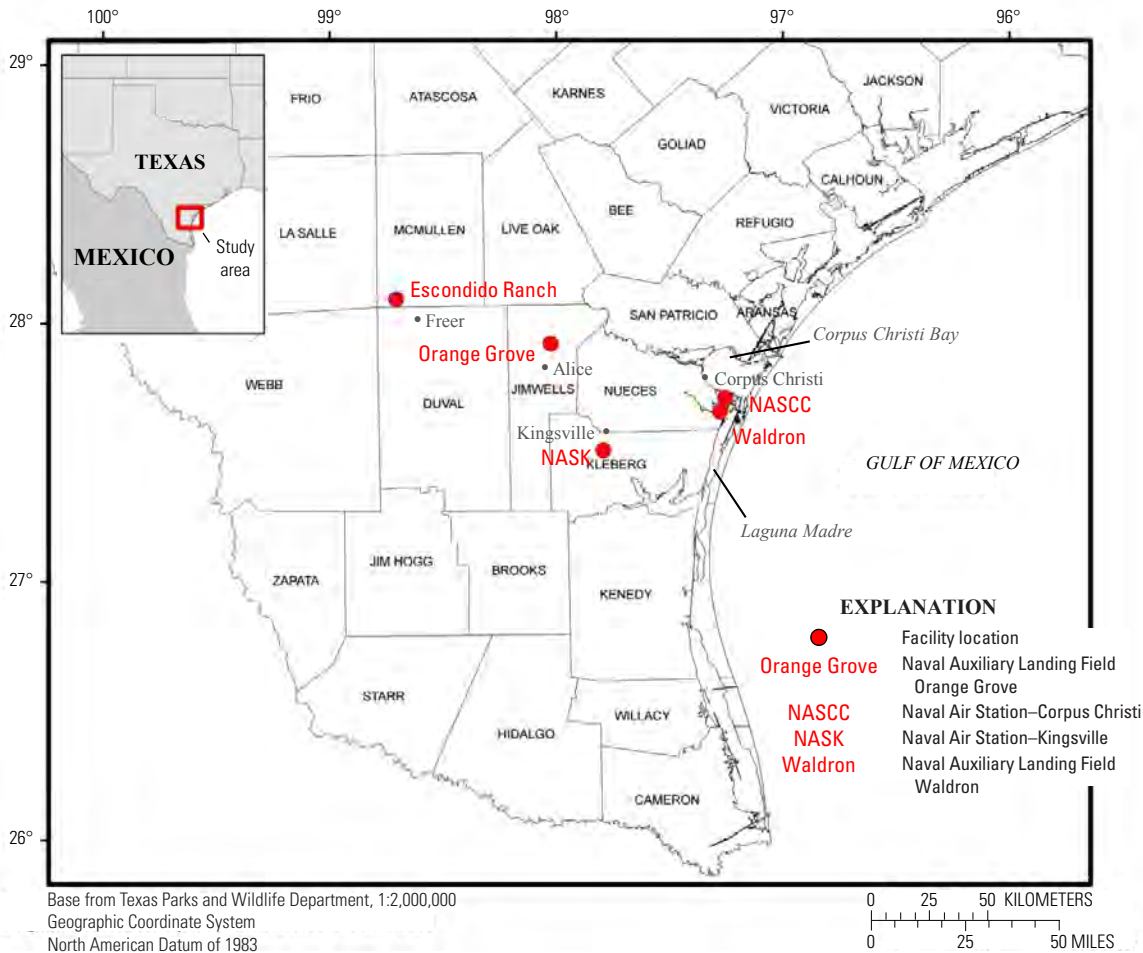 100°
99°
98°
97°
96°
29°
28°
27°
26°
TEXAS
MEXICO
Study
area
FRIO
ATASCOSA
KARNES
JACKSON
VICTORIA
GOLIAD
CALHOUN
BEE
REFUGIO
LA SALLE
MCMULLEN
LIVE OAK
Escondido Ranch
Freer
SAN PATRICIO
ARANSAS
Corpus Christi Bay
Orange Grove
Alice
Corpus Christi
WEBB
DUVAL
JIMWELLS
NUECES
NASCC
Waldron
Kingsville
NASK
KLEBERG
GULF OF MEXICO
Laguna Madre
ZAPATA
JIM HOGG
BROOKS
KENEDY
STARR
HIDALGO
WILLACY
CAMERON
EXPLANATION
Facility location
Orange Grove Naval Auxiliary Landing Field
Orange Grove
NASCC Naval Air Station–Corpus Christi
NASK Naval Air Station–Kingsville
Waldron Naval Auxiliary Landing Field
Waldron
Base from Texas Parks and Wildlife Department, 1:2,000,000
Geographic Coordinate System
North American Datum of 1983
0 25 50 KILOMETERS
0 25 50 MILES